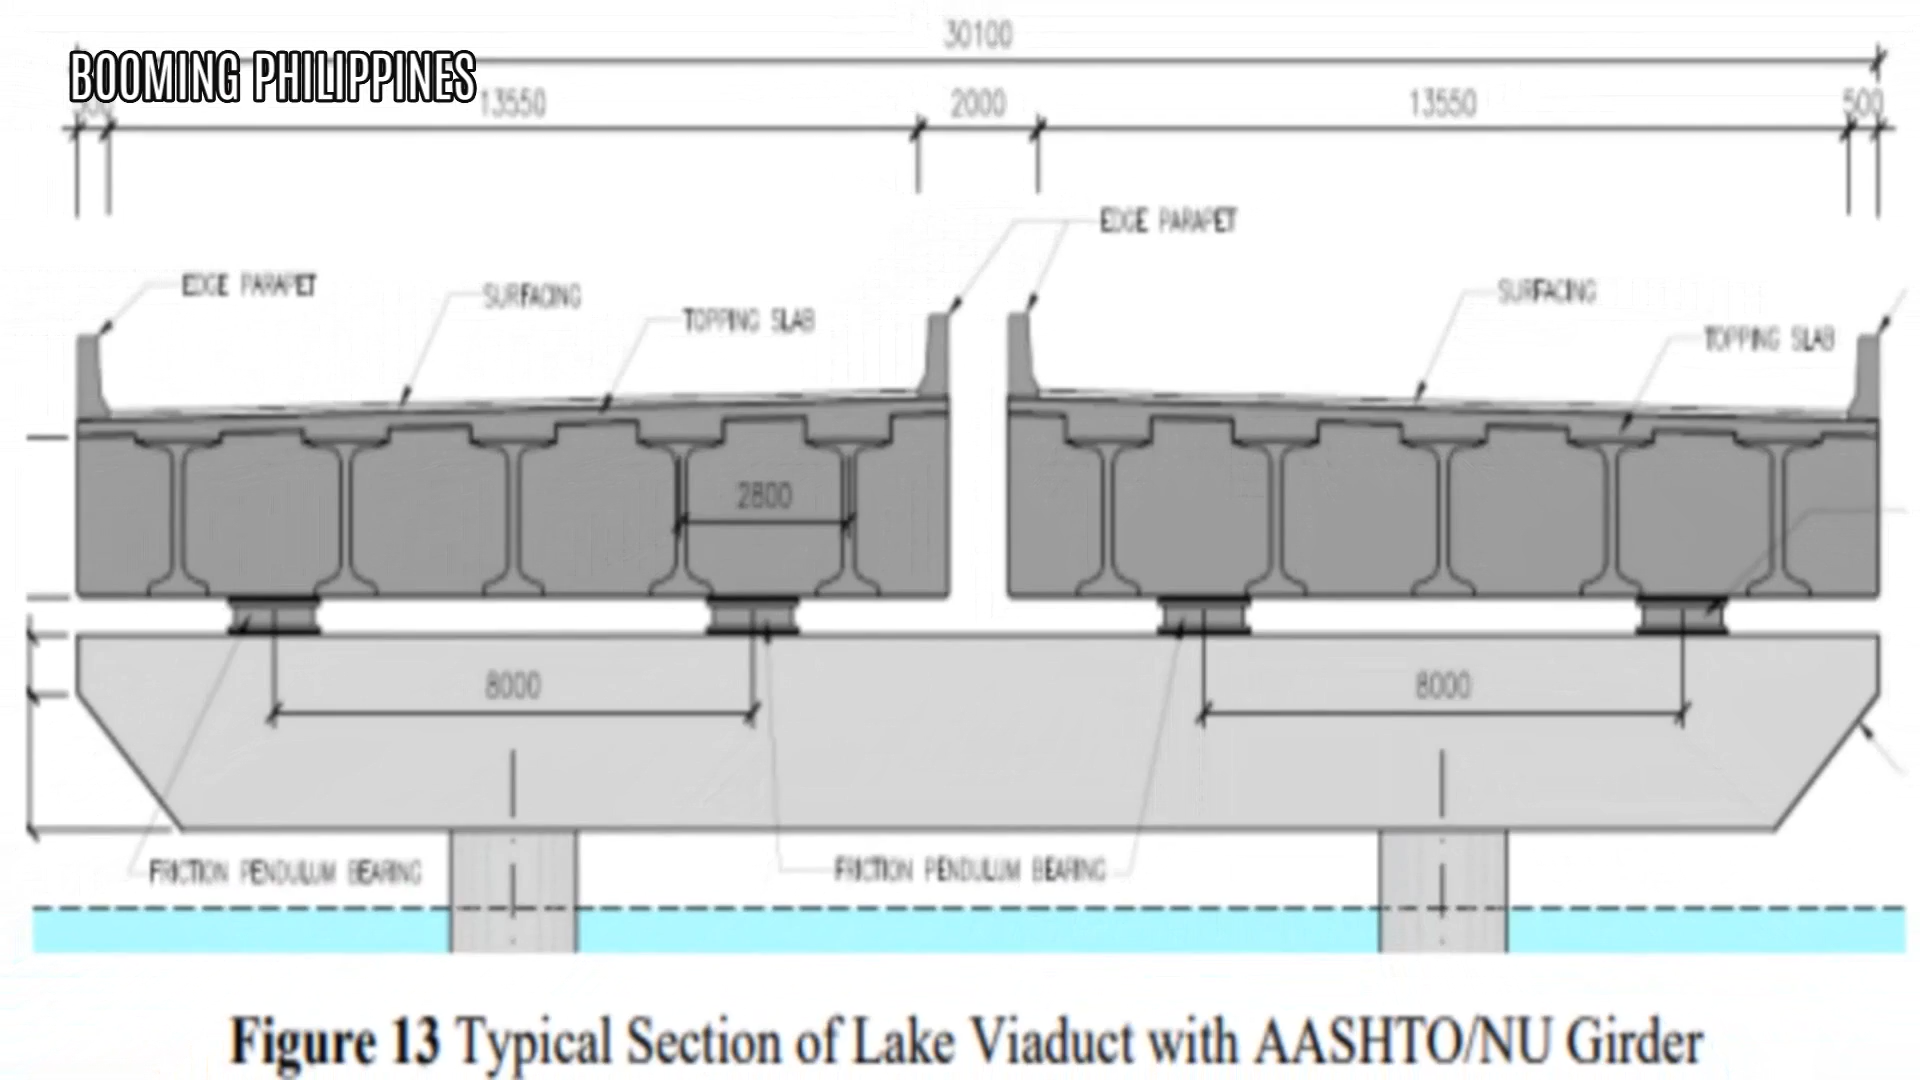 30100
BOOMING PHILIPPINES
13550
2000
13550
500
EDGE PARAPET
EDGE PARAPET
SURFACING
SURFACING
TOPPING SLAB
TOPPING SLAB
2800
8000
8000
FRICTION PENDULUM BEARING
FRICTION PENDULUM BEARING
Figure 13 Typical Section of Lake Viaduct with AASHTO/NU Girder